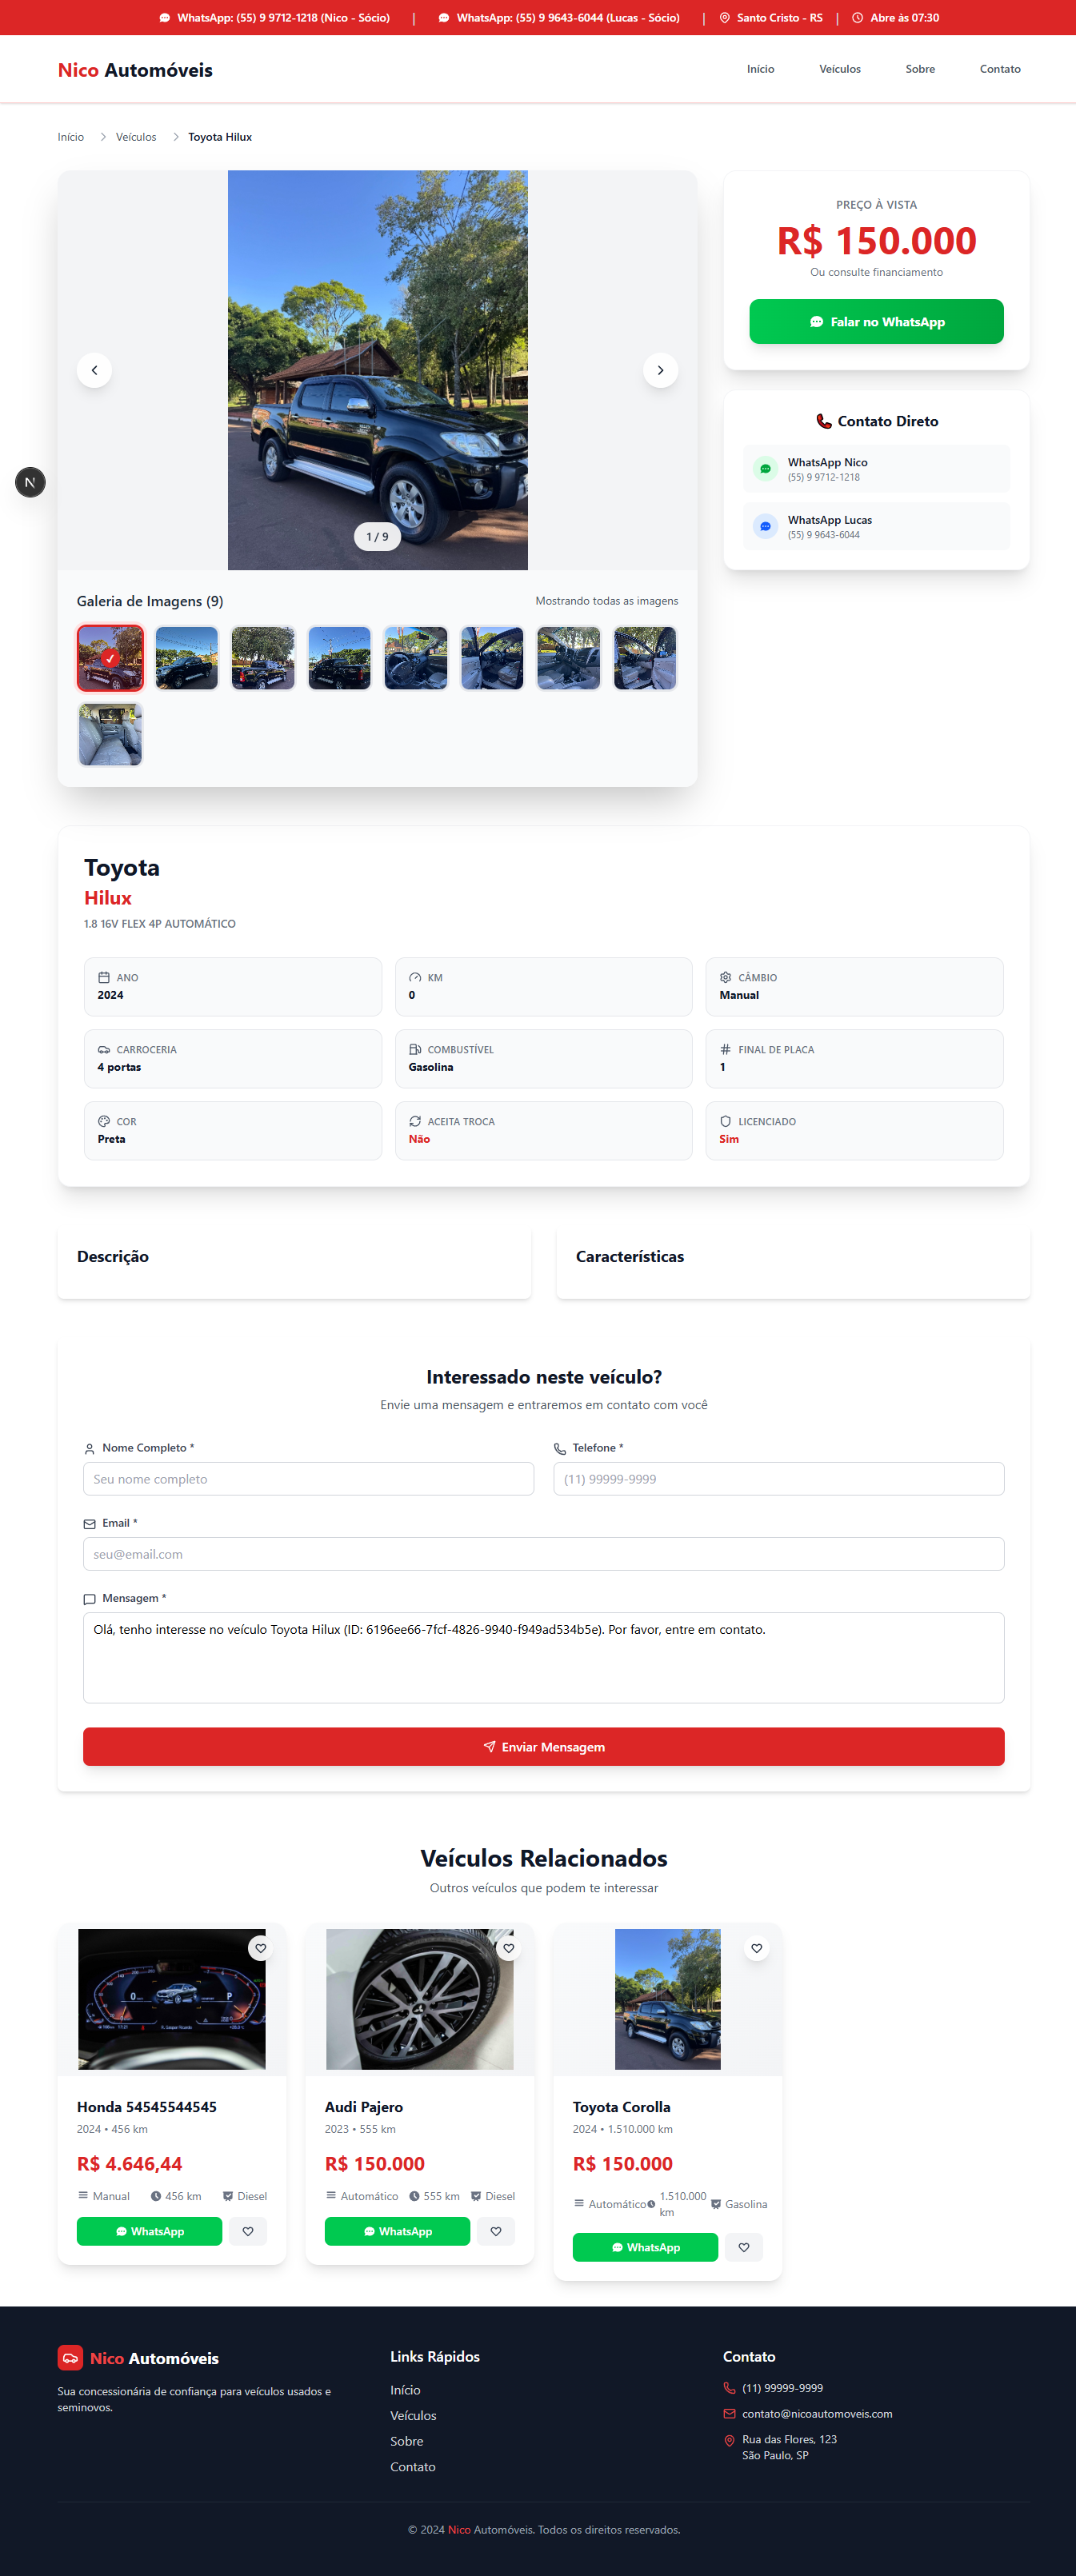 WhatsApp: (55) 9 9712-1218 (Nico - Sócio) | WhatsApp: (55) 9 9643-6044 (Lucas - Sócio) | Santo Cristo - RS | Abre às 07:30
Nico Automóveis
Início Veículos Sobre Contato
Início Veículos Toyota Hilux
PREÇO À VISTA
R$ 150.000
Ou consulte financiamento
Falar no WhatsApp
Contato Direto
WhatsApp Nico
(55) 9 9712-1218
WhatsApp Lucas
(55) 9 9643-6044
N
1 / 9
Galeria de Imagens (9) Mostrando todas as imagens
Toyota
Hilux
1.8 16V FLEX 4P AUTOMÁTICO
ANO
2024
KM
0
CÂMBIO
Manual
CARROCERIA
4 portas
COMBUSTÍVEL
Gasolina
FINAL DE PLACA
1
COR
Preta
ACEITA TROCA
Não
LICENCIADO
Sim
Descrição
Características
Interessado neste veículo?
Envie uma mensagem e entraremos em contato com você
Nome Completo *
Seu nome completo
Telefone *
(11) 99999-9999
Email *
seu@email.com
Mensagem *
Olá, tenho interesse no veículo Toyota Hilux (ID: 6196ee66-7fcf-4826-9940-f949ad534b5e). Por favor, entre em contato.
Enviar Mensagem
Veículos Relacionados
Outros veículos que podem te interessar
Honda 54545544545
2024 • 456 km
R$ 4.646,44
Manual 456 km Diesel
WhatsApp
Audi Pajero
2023 • 555 km
R$ 150.000
Automático 555 km Diesel
WhatsApp
Toyota Corolla
2024 • 1.510.000 km
R$ 150.000
Automático 1.510.000 km Gasolina
WhatsApp
Nico Automóveis
Sua concessionária de confiança para veículos usados e
seminovos.
Links Rápidos
Início
Veículos
Sobre
Contato
Contato
(11) 99999-9999
contato@nicoautomoveis.com
Rua das Flores, 123
São Paulo, SP
© 2024 Nico Automóveis. Todos os direitos reservados.